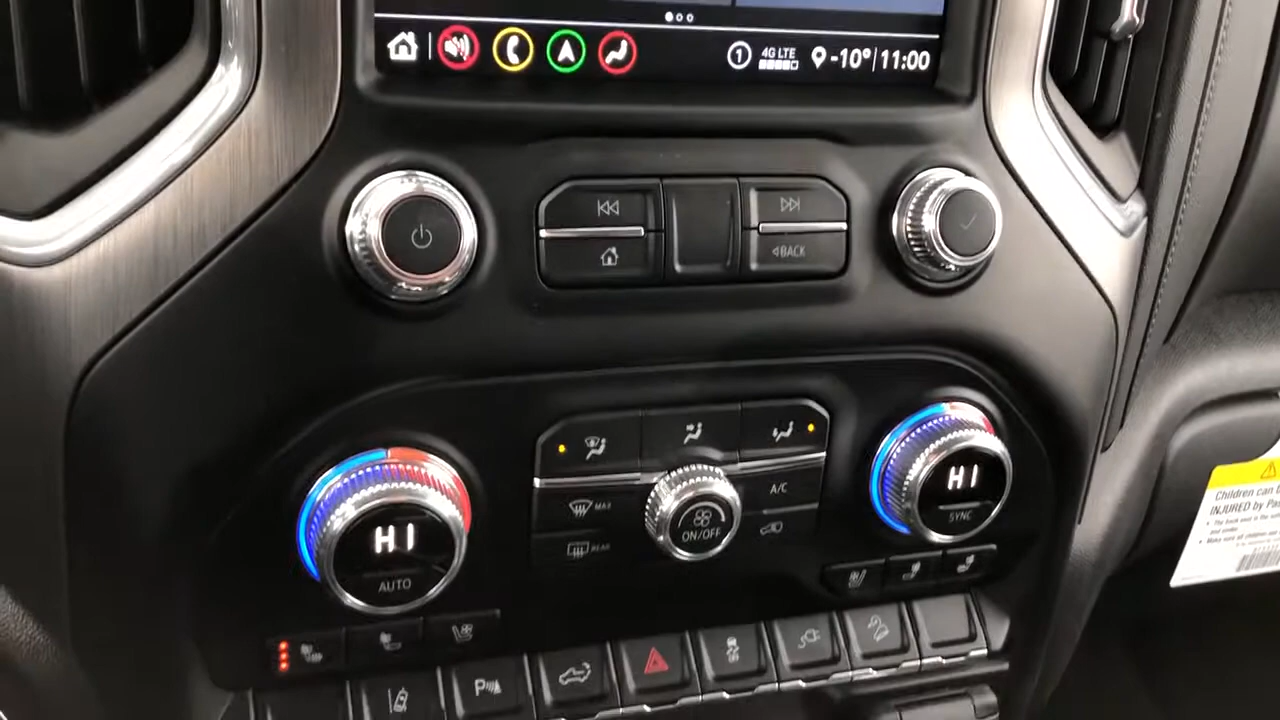 1 4G LTE -10° 11:00
BACK
HI
AUTO
MAX
REAR
ON/OFF
A/C
HI
SYNC
P
Children can b
INJURED by Pas